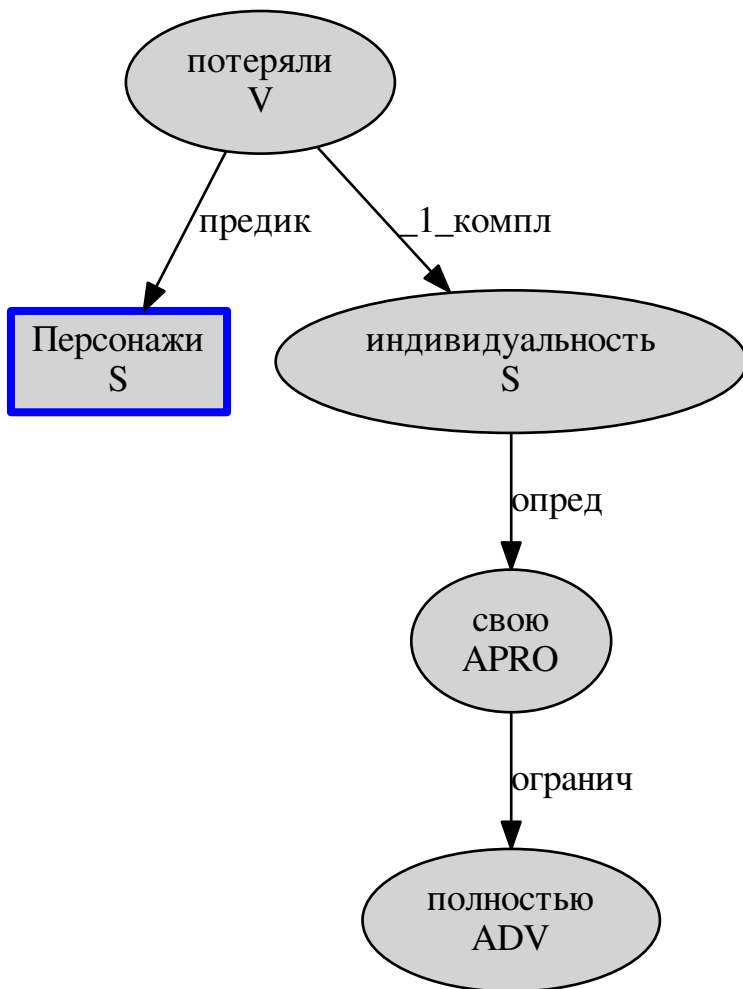 потеряли
V
предик
_1_компл
Персонажи
S
индивидуальность
S
опред
свою
APRO
огранич
полностью
ADV